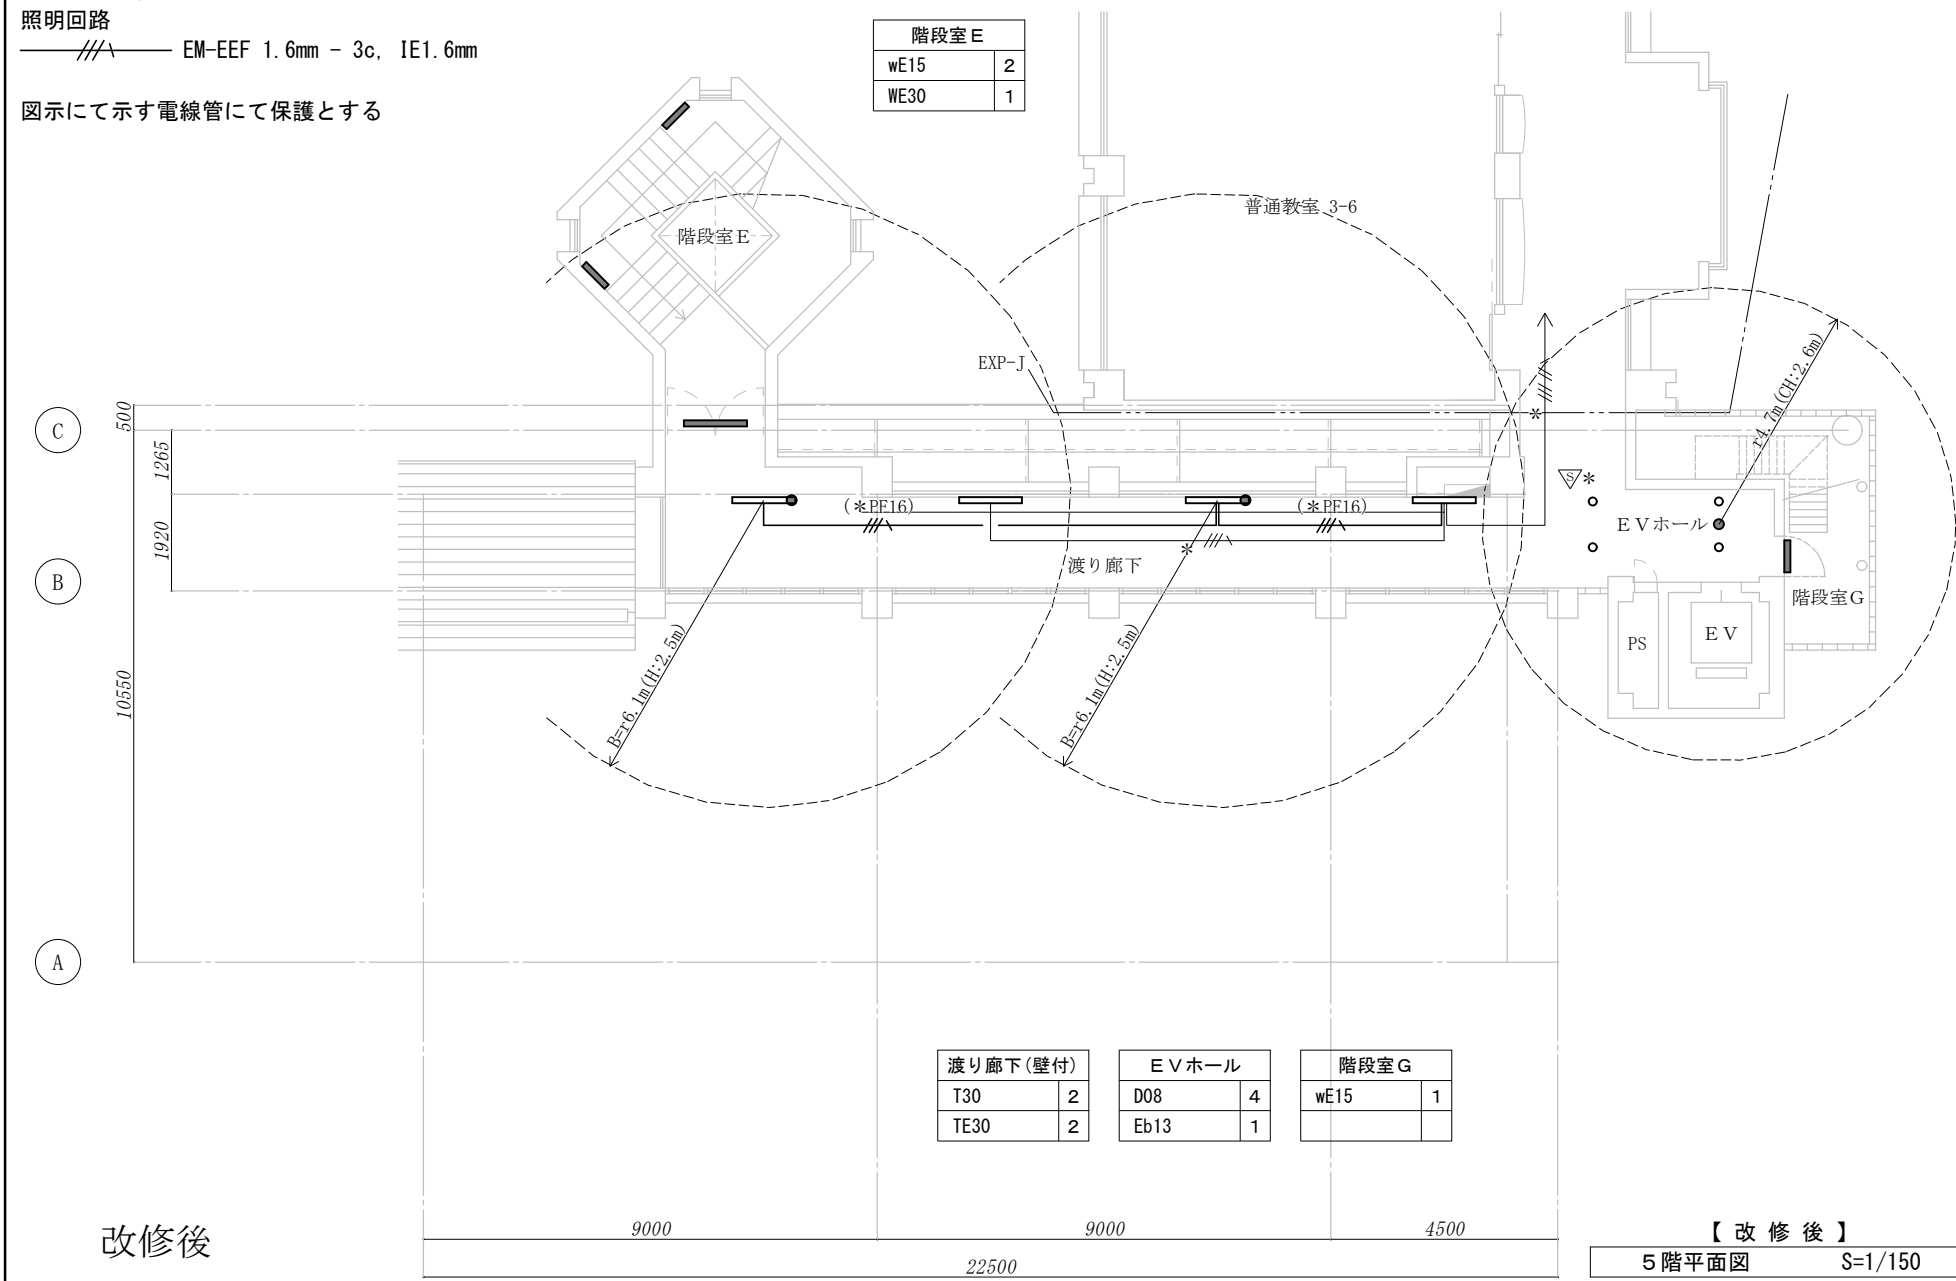 照明回路
EM-EEF 1.6mm - 3c, IE1.6mm
図示にて示す電線管にて保護とする
階段室E
wE15 2
WE30 1
階段室E
普通教室 3-6
EXP-J
r4.7m(CH:2.6m)
C
500
1265
*
S *
(*PF16)
(*PF16)
EVホール
1920
*
渡り廊下
B
階段室G
PS
EV
B=r6.1m(H:2.5m)
B=r6.1m(H:2.5m)
10550
A
渡り廊下(壁付)
T30 2
TE30 2
EVホール
D08 4
Eb13 1
階段室G
wE15 1
改修後
9000
9000
4500
22500
【 改 修 後 】
5階平面図 S=1/150